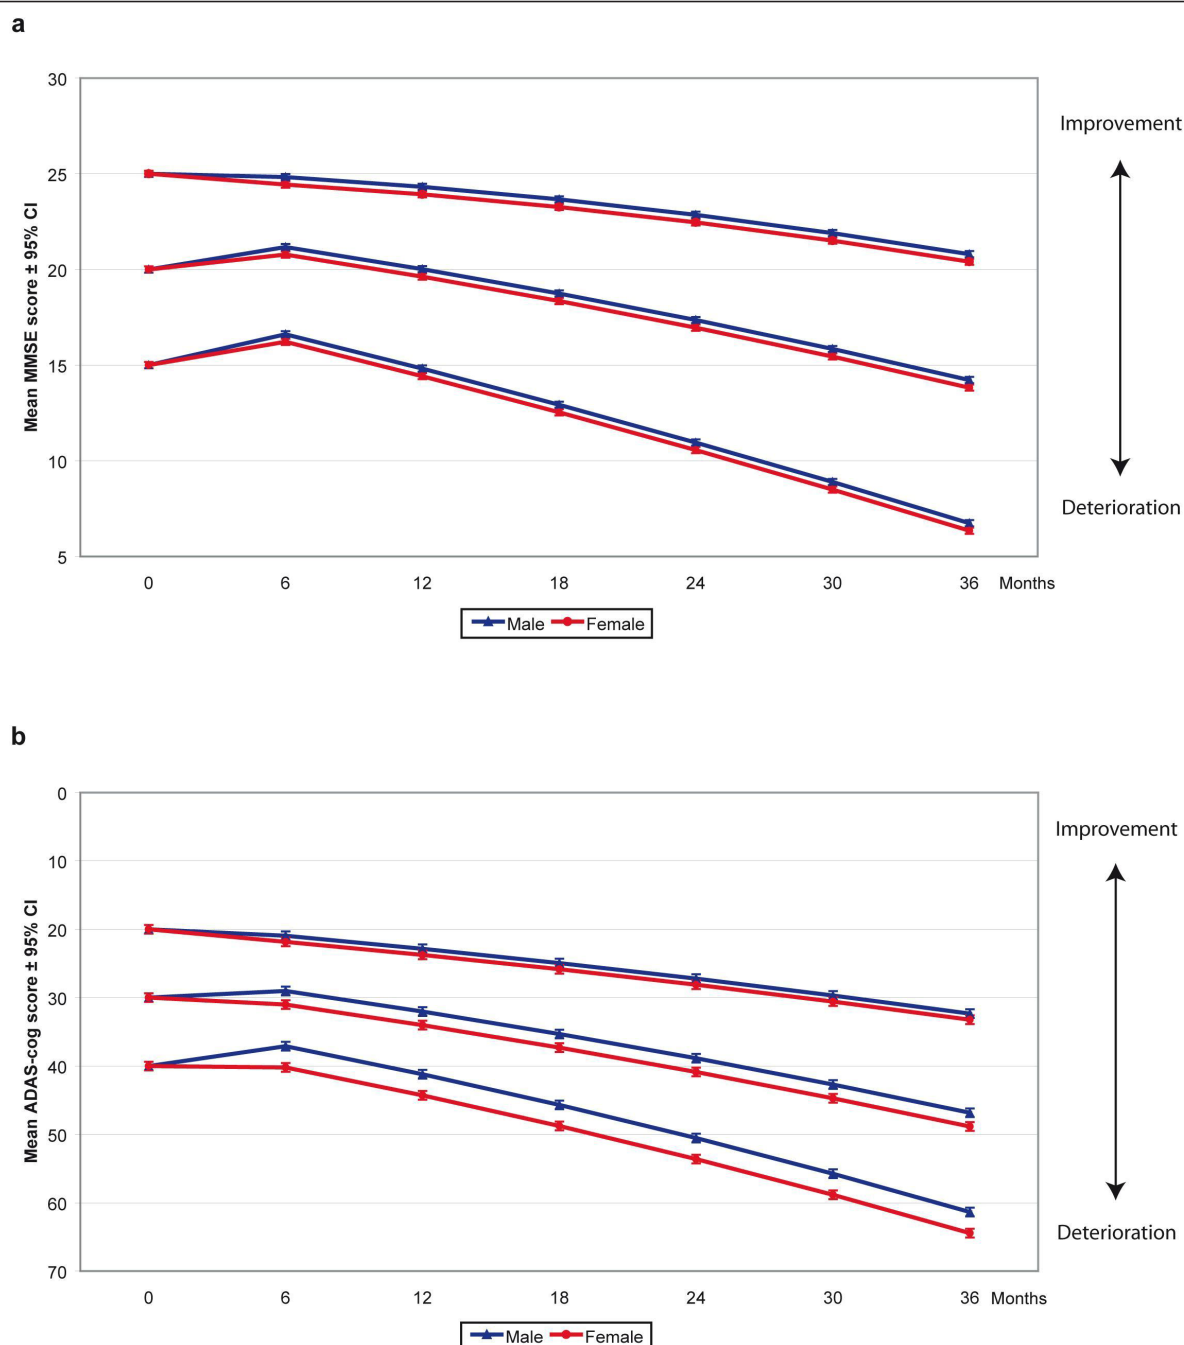 a
30
25
20
15
10
5
Mean MMSE score ± 95% CI
Improvement
Deterioration
0 6 12 18 24 30 36 Months
Male Female
b
0
10
20
30
40
50
60
70
Mean ADAS-cog score ± 95% CI
Improvement
Deterioration
0 6 12 18 24 30 36 Months
Male Female